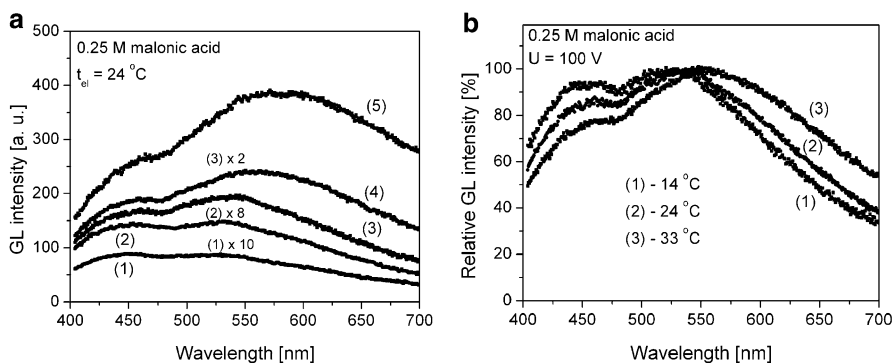 a
500
400
300
200
100
0
GL intensity [a. u.]
0.25 M malonic acid
t_el = 24 °C
(5)
(3) x 2
(4)
(2) x 8
(3)
(2)
(1) x 10
(1)
400 450 500 550 600 650 700
Wavelength [nm]
b
100
80
60
40
20
0
Relative GL intensity [%]
0.25 M malonic acid
U = 100 V
(3)
(2)
(1)
(1) - 14 °C
(2) - 24 °C
(3) - 33 °C
400 450 500 550 600 650 700
Wavelength [nm]